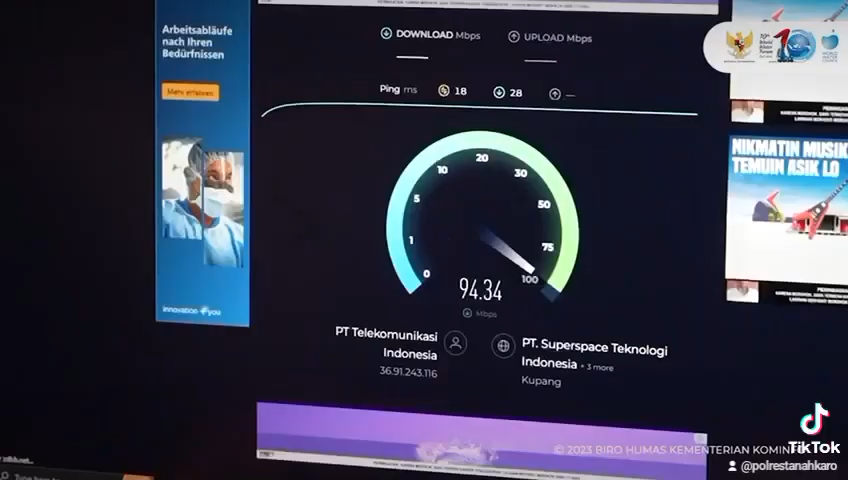 Arbeitsabläufe
nach Ihren
Bedürfnissen
Mehr erfahren
innovation you
DOWNLOAD Mbps
UPLOAD Mbps
Ping ms 18 28 —
0
1
5
10
20
30
50
75
100
94.34
Mbps
PT Telekomunikasi
Indonesia
36.91.243.116
PT. Superspace Teknologi
Indonesia + 3 more
Kupang
NIKMATIN MUSIK
TEMUIN ASIK LO
© 2023 BIRO HUMAS KEMENTERIAN KOMINFO
TikTok
@polrestanahkaro